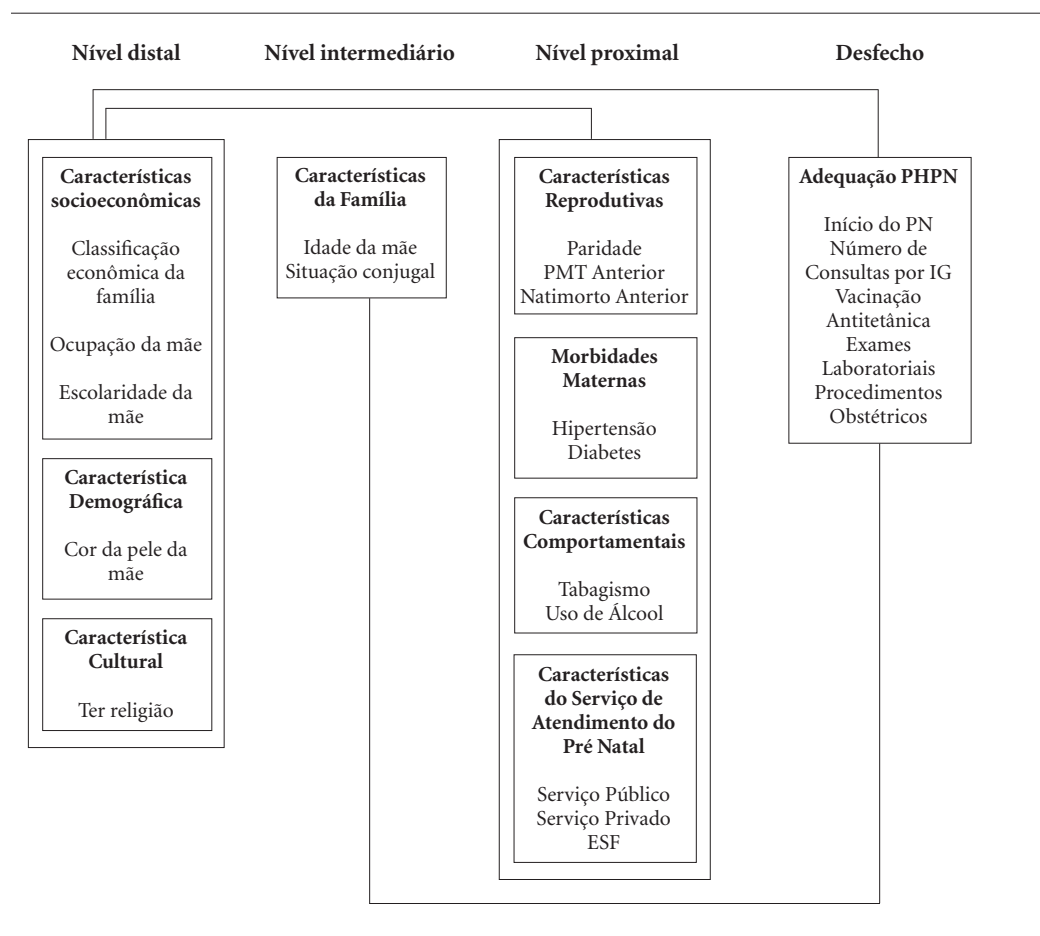 Nível distal
Nível intermediário
Nível proximal
Desfecho
Características
socioeconômicas
Classificação
econômica da
família
Ocupação da mãe
Escolaridade da
mãe
Característica
Demográfica
Cor da pele da
mãe
Característica
Cultural
Ter religião
Características
da Família
Idade da mãe
Situação conjugal
Características
Reprodutivas
Paridade
PMT Anterior
Natimorto Anterior
Morbidades
Maternas
Hipertensão
Diabetes
Características
Comportamentais
Tabagismo
Uso de Álcool
Características
do Serviço de
Atendimento do
Pré Natal
Serviço Público
Serviço Privado
ESF
Adequação PHPN
Início do PN
Número de
Consultas por IG
Vacinação
Antitetânica
Exames
Laboratoriais
Procedimentos
Obstétricos